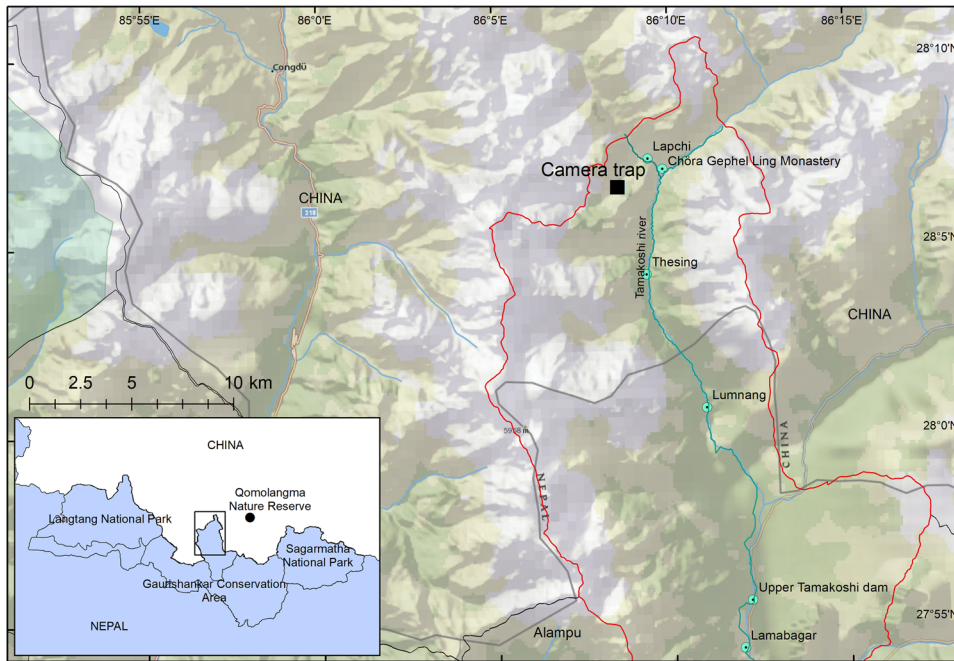 85°55'E
86°0'E
86°5'E
86°10'E
86°15'E
28°10'N
Congdü
Lapchi
Chora Gephel Ling Monastery
Camera trap
CHINA
318
28°5'N
Tamakoshi river
Thesing
CHINA
0 2.5 5 10 km
Lumnang
28°0'N
5958 m
CHINA
NEPAL
CHINA
Qomolangma
Nature Reserve
Langtang National Park
Sagarmatha
National Park
Gaurishankar Conservation
Area
NEPAL
Upper Tamakoshi dam
27°55'N
Alampu
Lamabagar